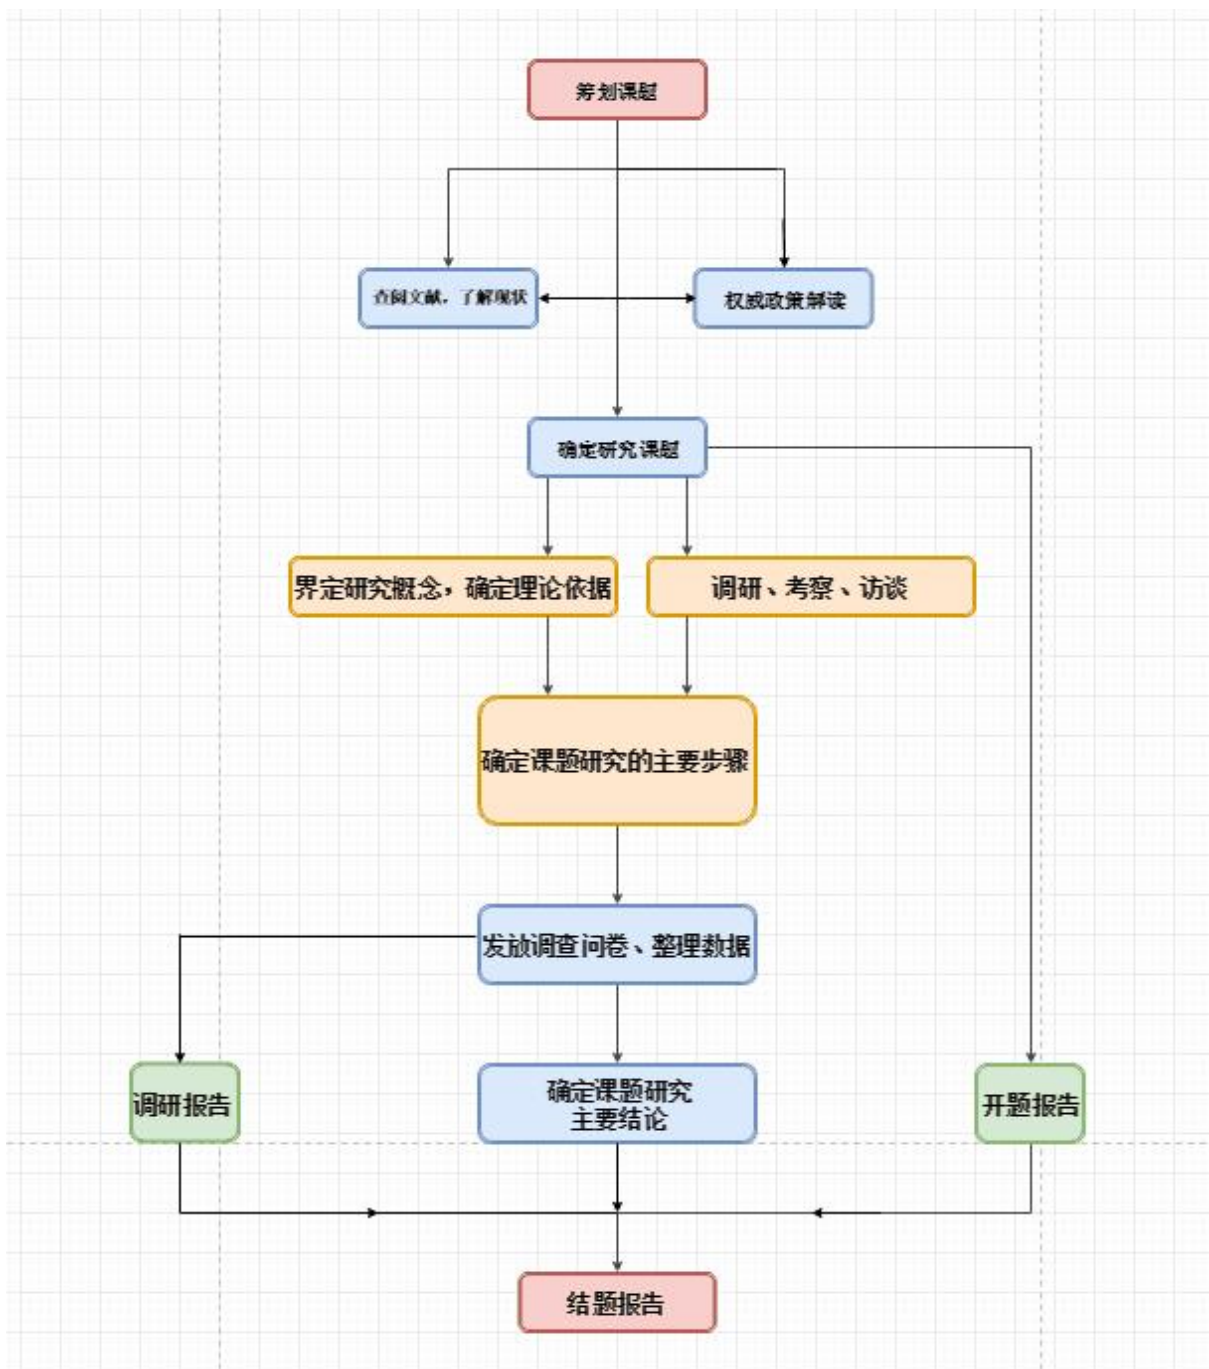 筹划课题
查阅文献，了解现状
权威政策解读
确定研究课题
界定研究概念，确定理论依据
调研、考察、访谈
确定课题研究的主要步骤
发放调查问卷、整理数据
调研报告
确定课题研究
主要结论
开题报告
结题报告